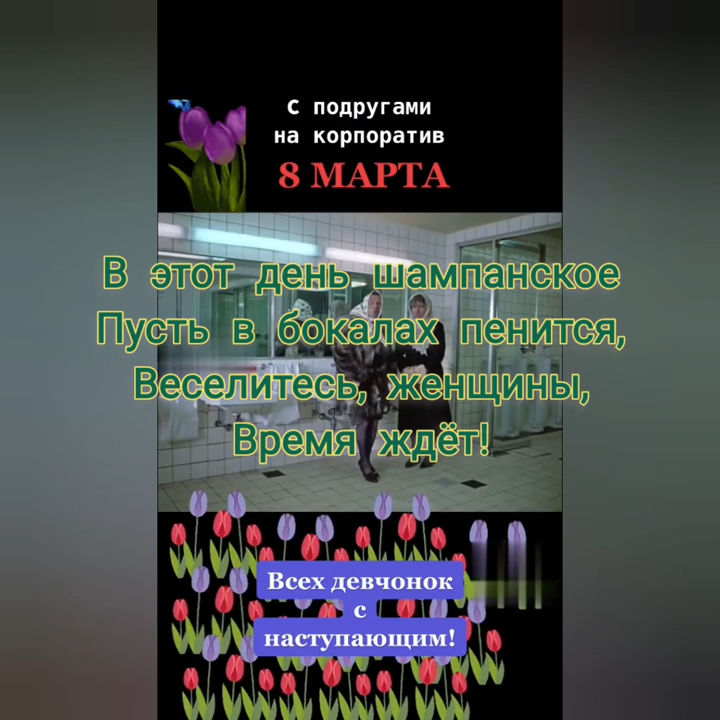 С подругами
на корпоратив
8 МАРТА
В этот день шампанское
Пусть в бокалах пенится,
Веселитесь, женщины,
Время ждёт!
Всех девчонок
с
наступающим!